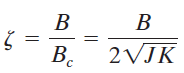 ζ = B / B_c = B / (2√JK)